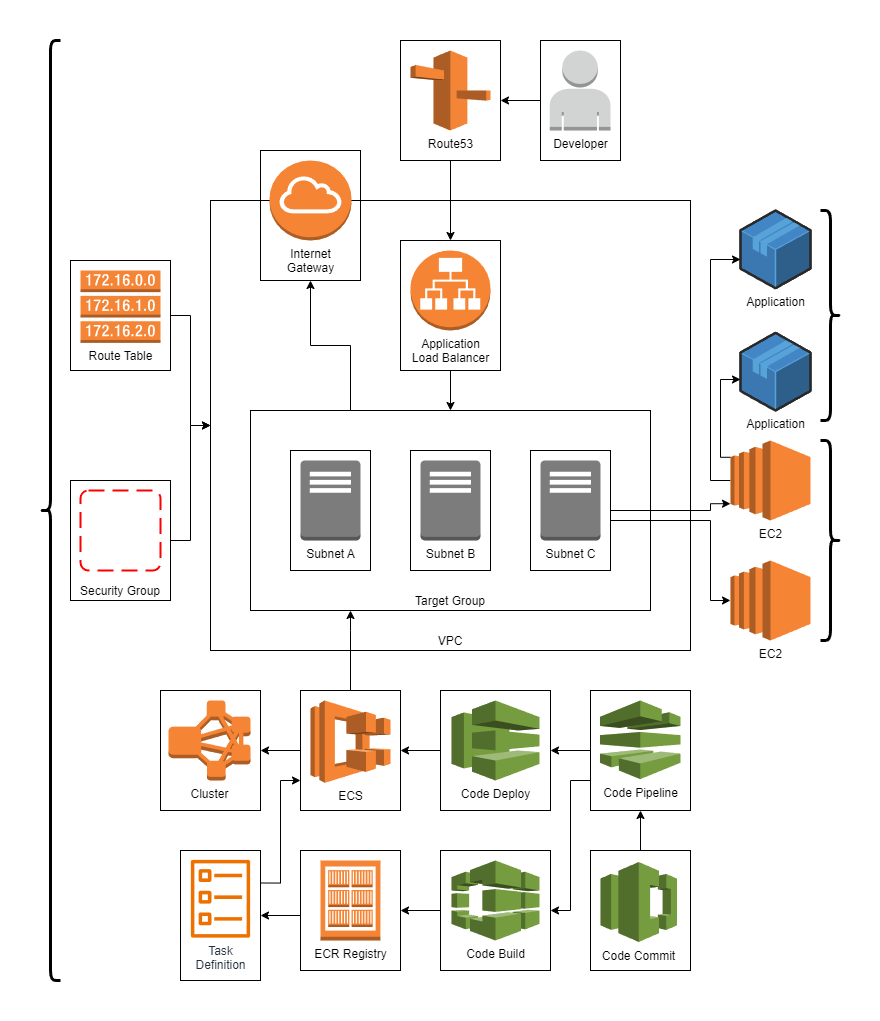 Route53
Developer
Internet
Gateway
172.16.0.0
172.16.1.0
172.16.2.0
Route Table
Application
Load Balancer
Application
Application
Subnet A
Subnet B
Subnet C
EC2
Security Group
Target Group
VPC
EC2
Cluster
ECS
Code Deploy
Code Pipeline
Task
Definition
ECR Registry
Code Build
Code Commit